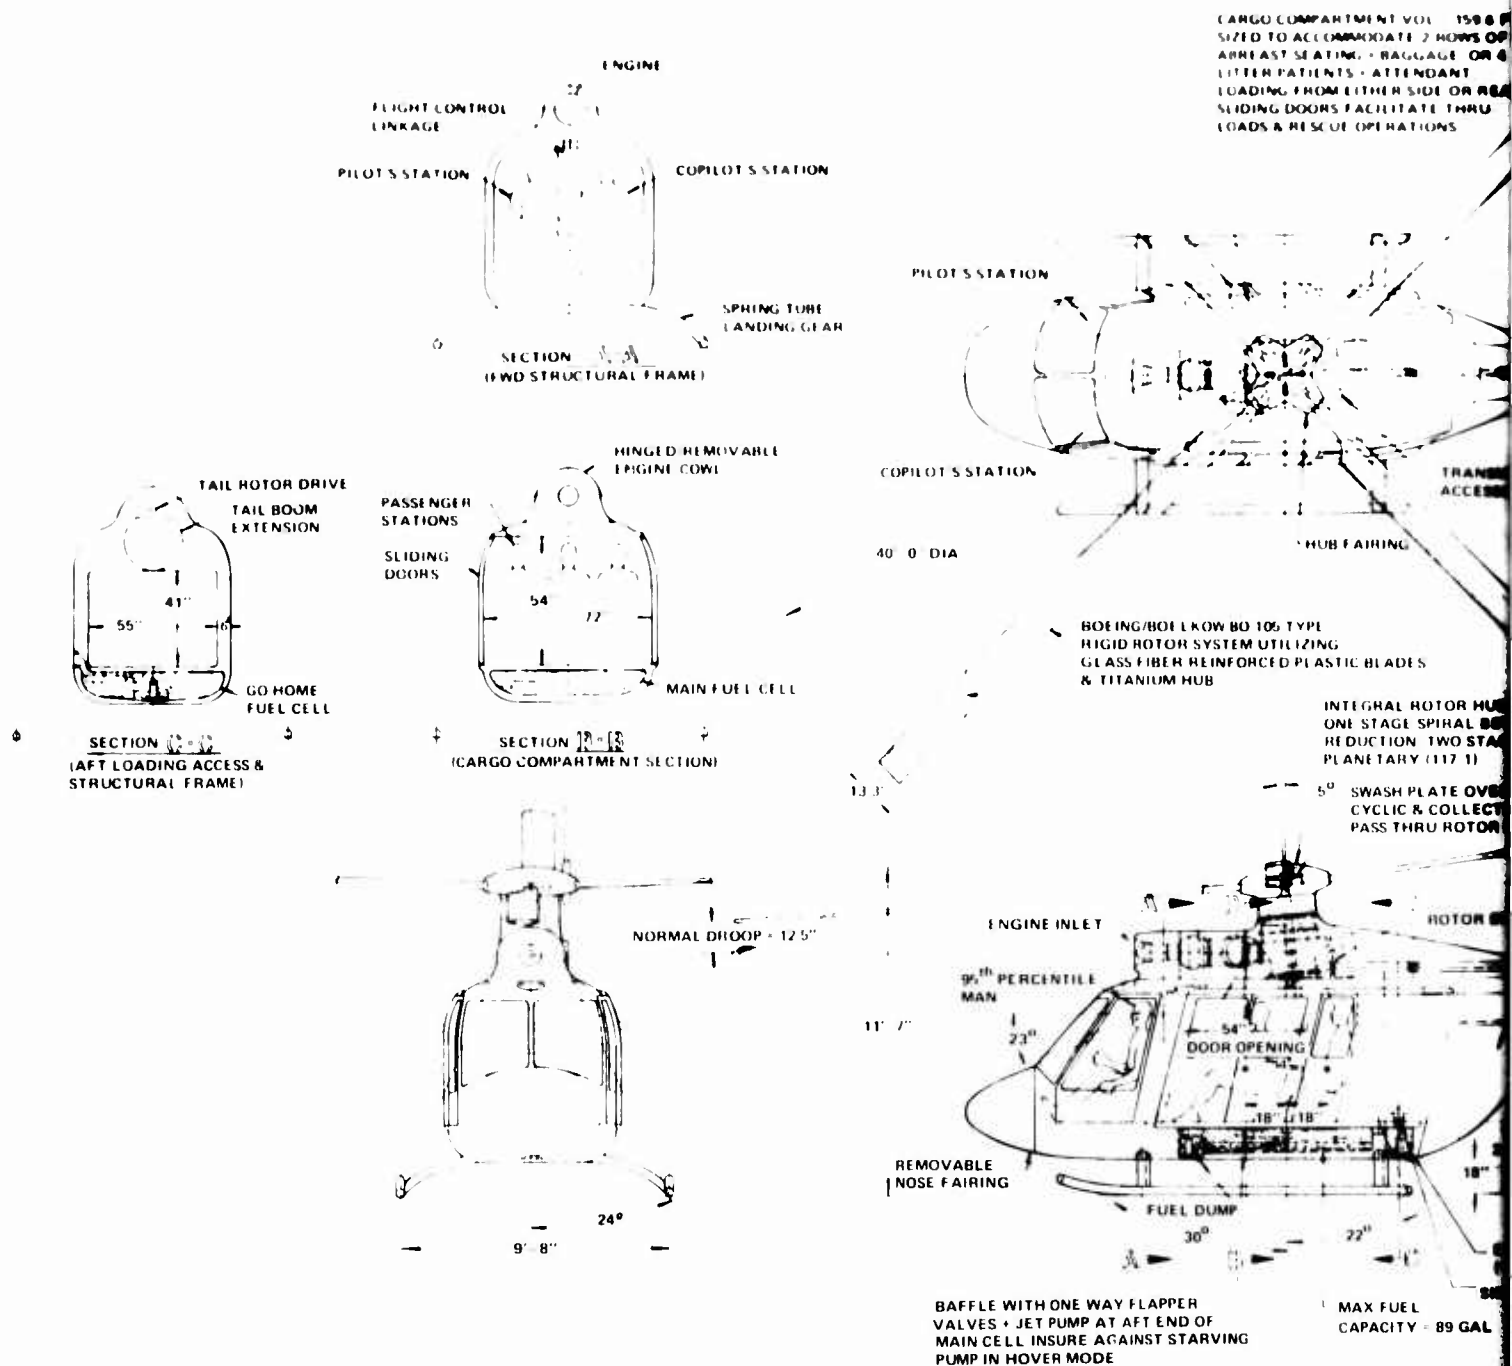 CARGO COMPARTMENT VOL 159.6
SIZED TO ACCOMMODATE 2 ROWS OF
ABREAST SEATING + BAGGAGE OR 4
LITTER PATIENTS + ATTENDANT
LOADING FROM EITHER SIDE OR
SLIDING DOORS FACILITATE THRU
LOADS & RESCUE OPERATIONS
ENGINE
FLIGHT CONTROL
LINKAGE
PILOT'S STATION
COPILOT'S STATION
SPRING TUBE
LANDING GEAR
SECTION A-A
(FWD STRUCTURAL FRAME)
PILOT'S STATION
COPILOT'S STATION
HUB FAIRING
40' 0" DIA
TAIL ROTOR DRIVE
TAIL BOOM
EXTENSION
41"
55"
6"
GO HOME
FUEL CELL
SECTION C-C
(AFT LOADING ACCESS &
STRUCTURAL FRAME)
HINGED REMOVABLE
ENGINE COWL
PASSENGER
STATIONS
SLIDING
DOORS
54
72
MAIN FUEL CELL
SECTION B-B
(CARGO COMPARTMENT SECTION)
BOEING/BOELKOW BO 105 TYPE
RIGID ROTOR SYSTEM UTILIZING
GLASS FIBER REINFORCED PLASTIC BLADES
& TITANIUM HUB
INTEGRAL ROTOR
ONE STAGE SPIRAL
REDUCTION TWO
PLANETARY (117:1)
5° SWASH PLATE
CYCLIC &
PASS THRU ROTOR
13.3'
NORMAL DROOP = 12.5"
24°
9'-8"
ENGINE INLET
ROTOR
95th PERCENTILE
MAN
23°
11' 7"
54"
DOOR OPENING
18" 18"
18"
REMOVABLE
NOSE FAIRING
FUEL DUMP
30°
22°
BAFFLE WITH ONE WAY FLAPPER
VALVES + JET PUMP AT AFT END OF
MAIN CELL INSURE AGAINST STARVING
PUMP IN HOVER MODE
MAX FUEL
CAPACITY = 89 GAL